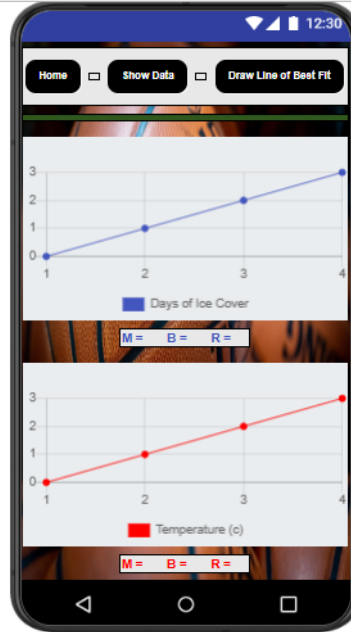 12:30
Home Show Data Draw Line of Best Fit
3
2
1
0
1 2 3 4
Days of Ice Cover
M = B = R =
3
2
1
0
1 2 3 4
Temperature (c)
M = B = R =